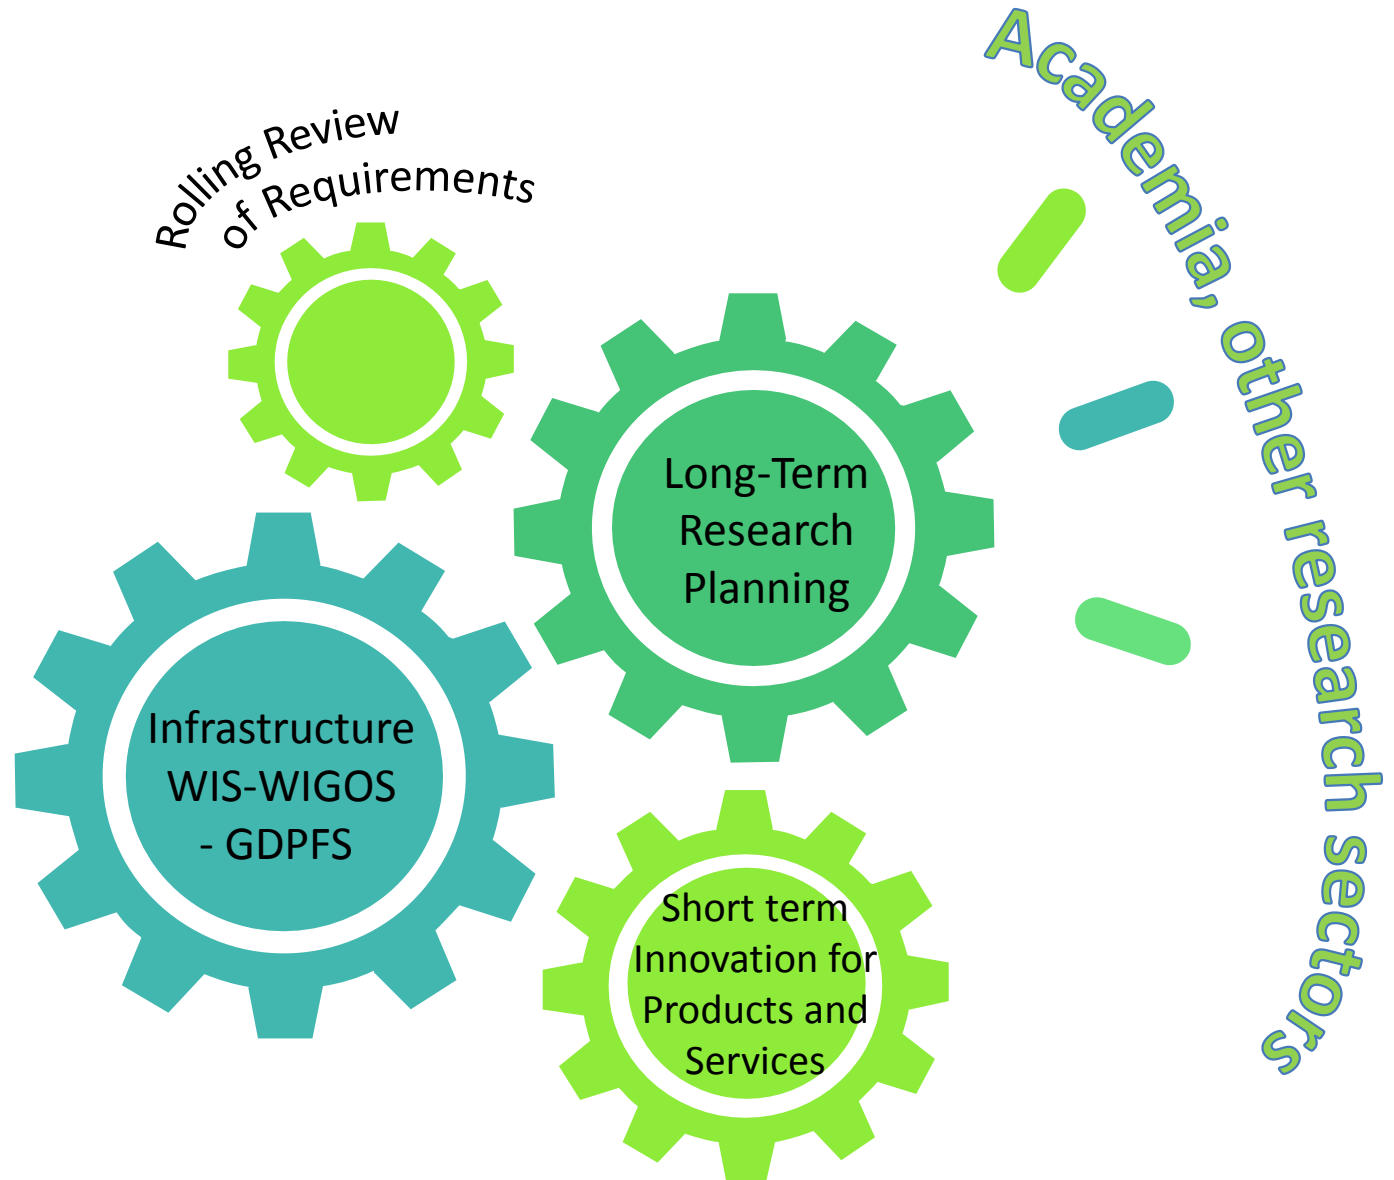 Rolling Review
of Requirements
Academia, other research sectors
Long-Term
Research
Planning
Infrastructure
WIS-WIGOS
- GDPFS
Short term
Innovation for
Products and
Services